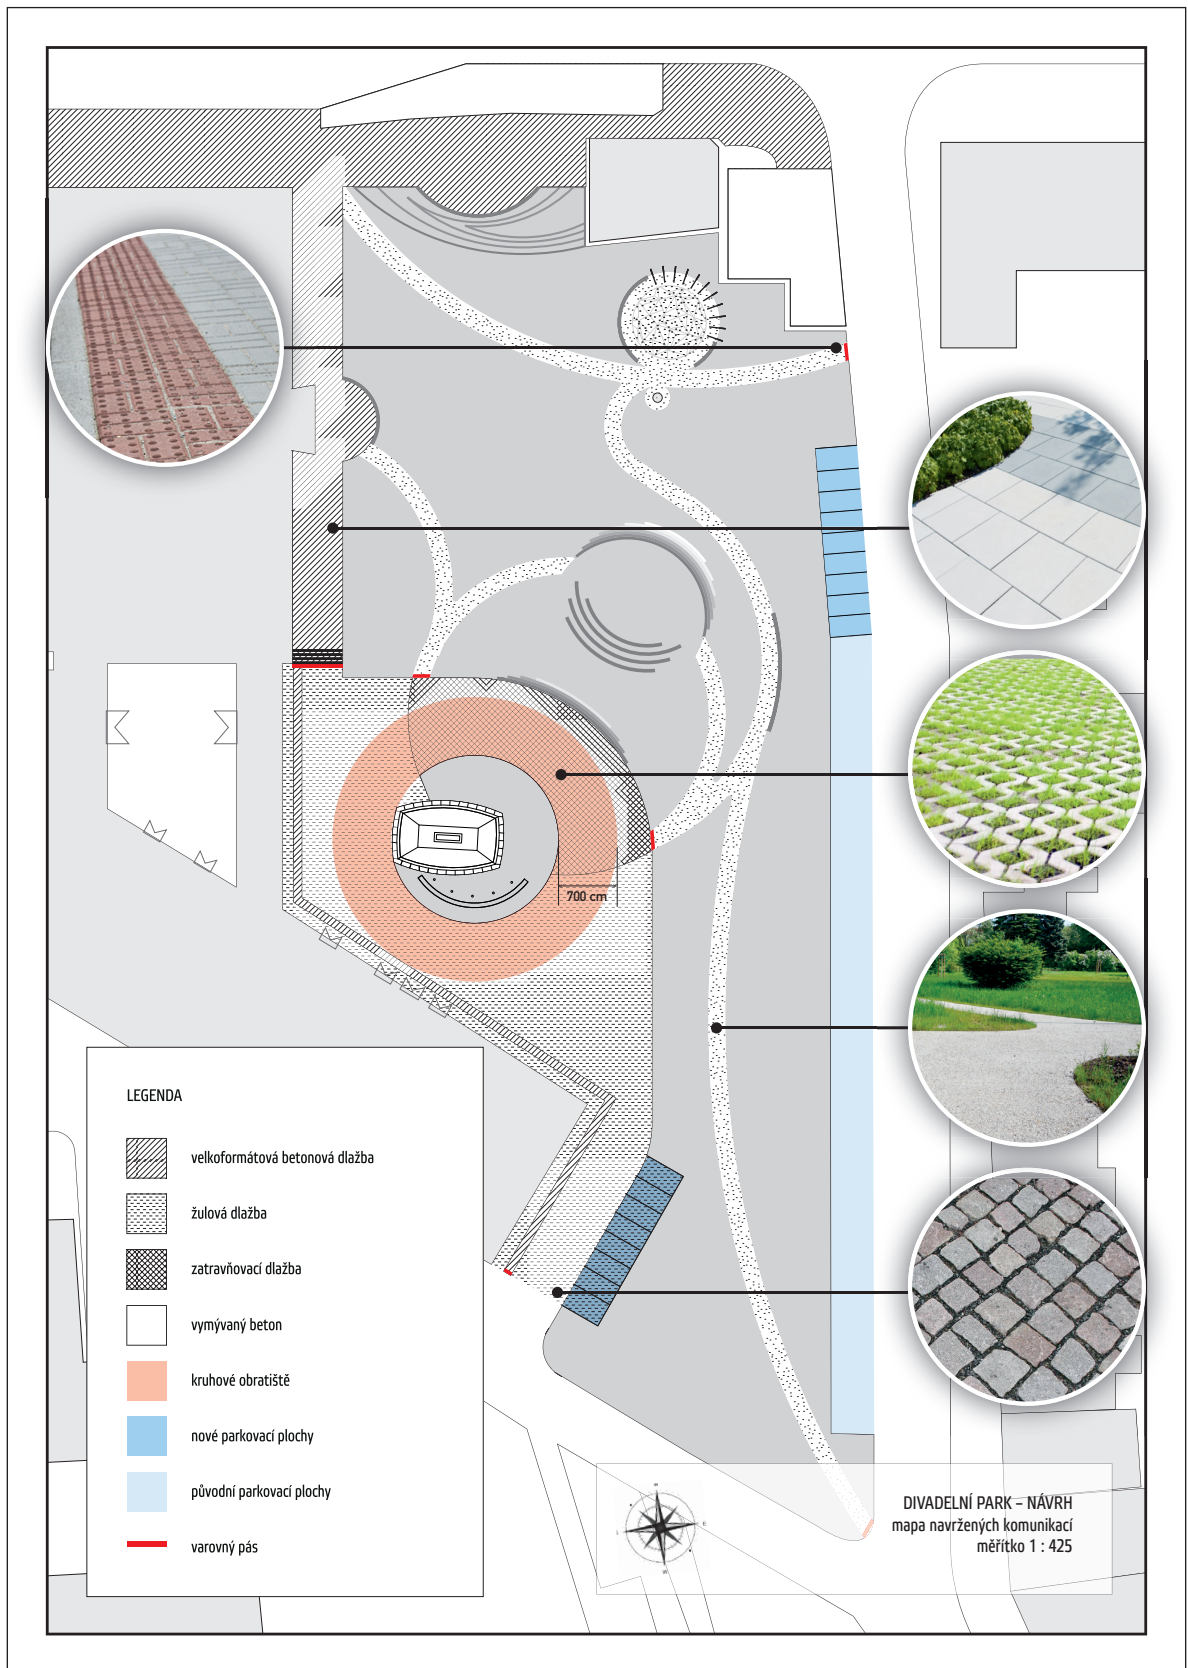 700 cm
LEGENDA
velkoformátová betonová dlažba
žulová dlažba
zatravňovací dlažba
vymývaný beton
kruhové obratiště
nové parkovací plochy
původní parkovací plochy
varovný pás
DIVADELNÍ PARK – NÁVRH
mapa navržených komunikací
měřítko 1 : 425